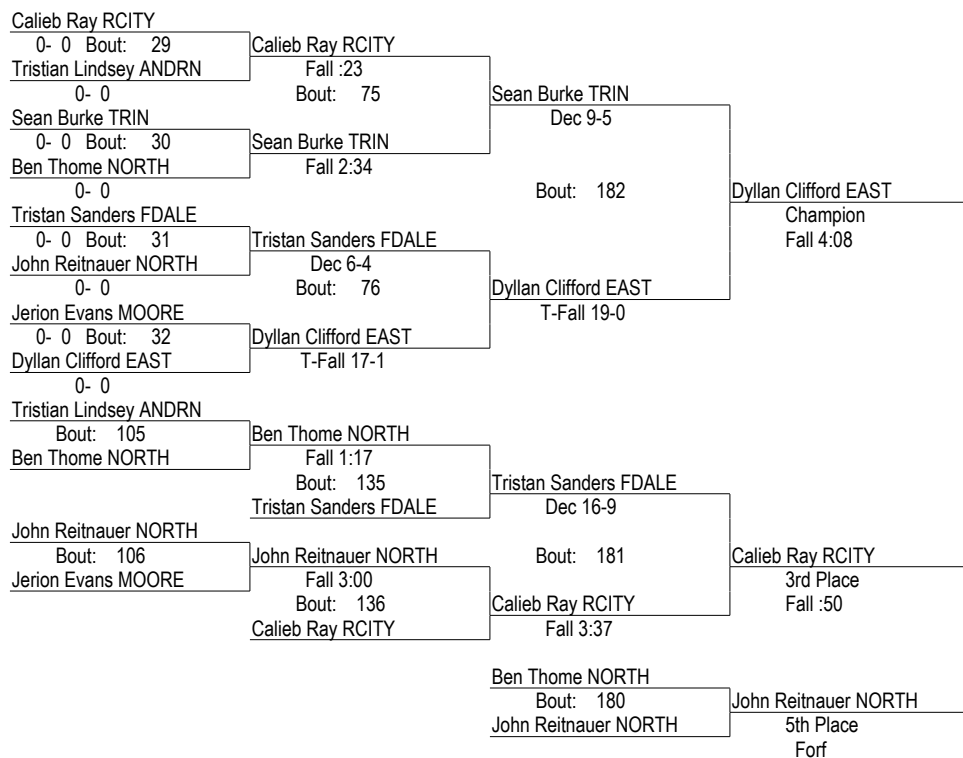 Calieb Ray RCITY
0- 0 Bout: 29 Calieb Ray RCITY
Tristian Lindsey ANDRN Fall :23
0- 0 Bout: 75 Sean Burke TRIN
Sean Burke TRIN Dec 9-5
0- 0 Bout: 30 Sean Burke TRIN
Ben Thome NORTH Fall 2:34
0- 0 Bout: 182 Dyllan Clifford EAST
Tristan Sanders FDALE Champion
0- 0 Bout: 31 Tristan Sanders FDALE Fall 4:08
John Reitnauer NORTH Dec 6-4
0- 0 Bout: 76 Dyllan Clifford EAST
Jerion Evans MOORE T-Fall 19-0
0- 0 Bout: 32 Dyllan Clifford EAST
Dyllan Clifford EAST T-Fall 17-1
0- 0
Tristian Lindsey ANDRN
Bout: 105 Ben Thome NORTH
Ben Thome NORTH Fall 1:17
Bout: 135 Tristan Sanders FDALE
Tristan Sanders FDALE Dec 16-9
John Reitnauer NORTH
Bout: 106 John Reitnauer NORTH Bout: 181 Calieb Ray RCITY
Jerion Evans MOORE Fall 3:00 3rd Place
Bout: 136 Calieb Ray RCITY Fall :50
Calieb Ray RCITY Fall 3:37
Ben Thome NORTH
Bout: 180 John Reitnauer NORTH
John Reitnauer NORTH 5th Place
Forf